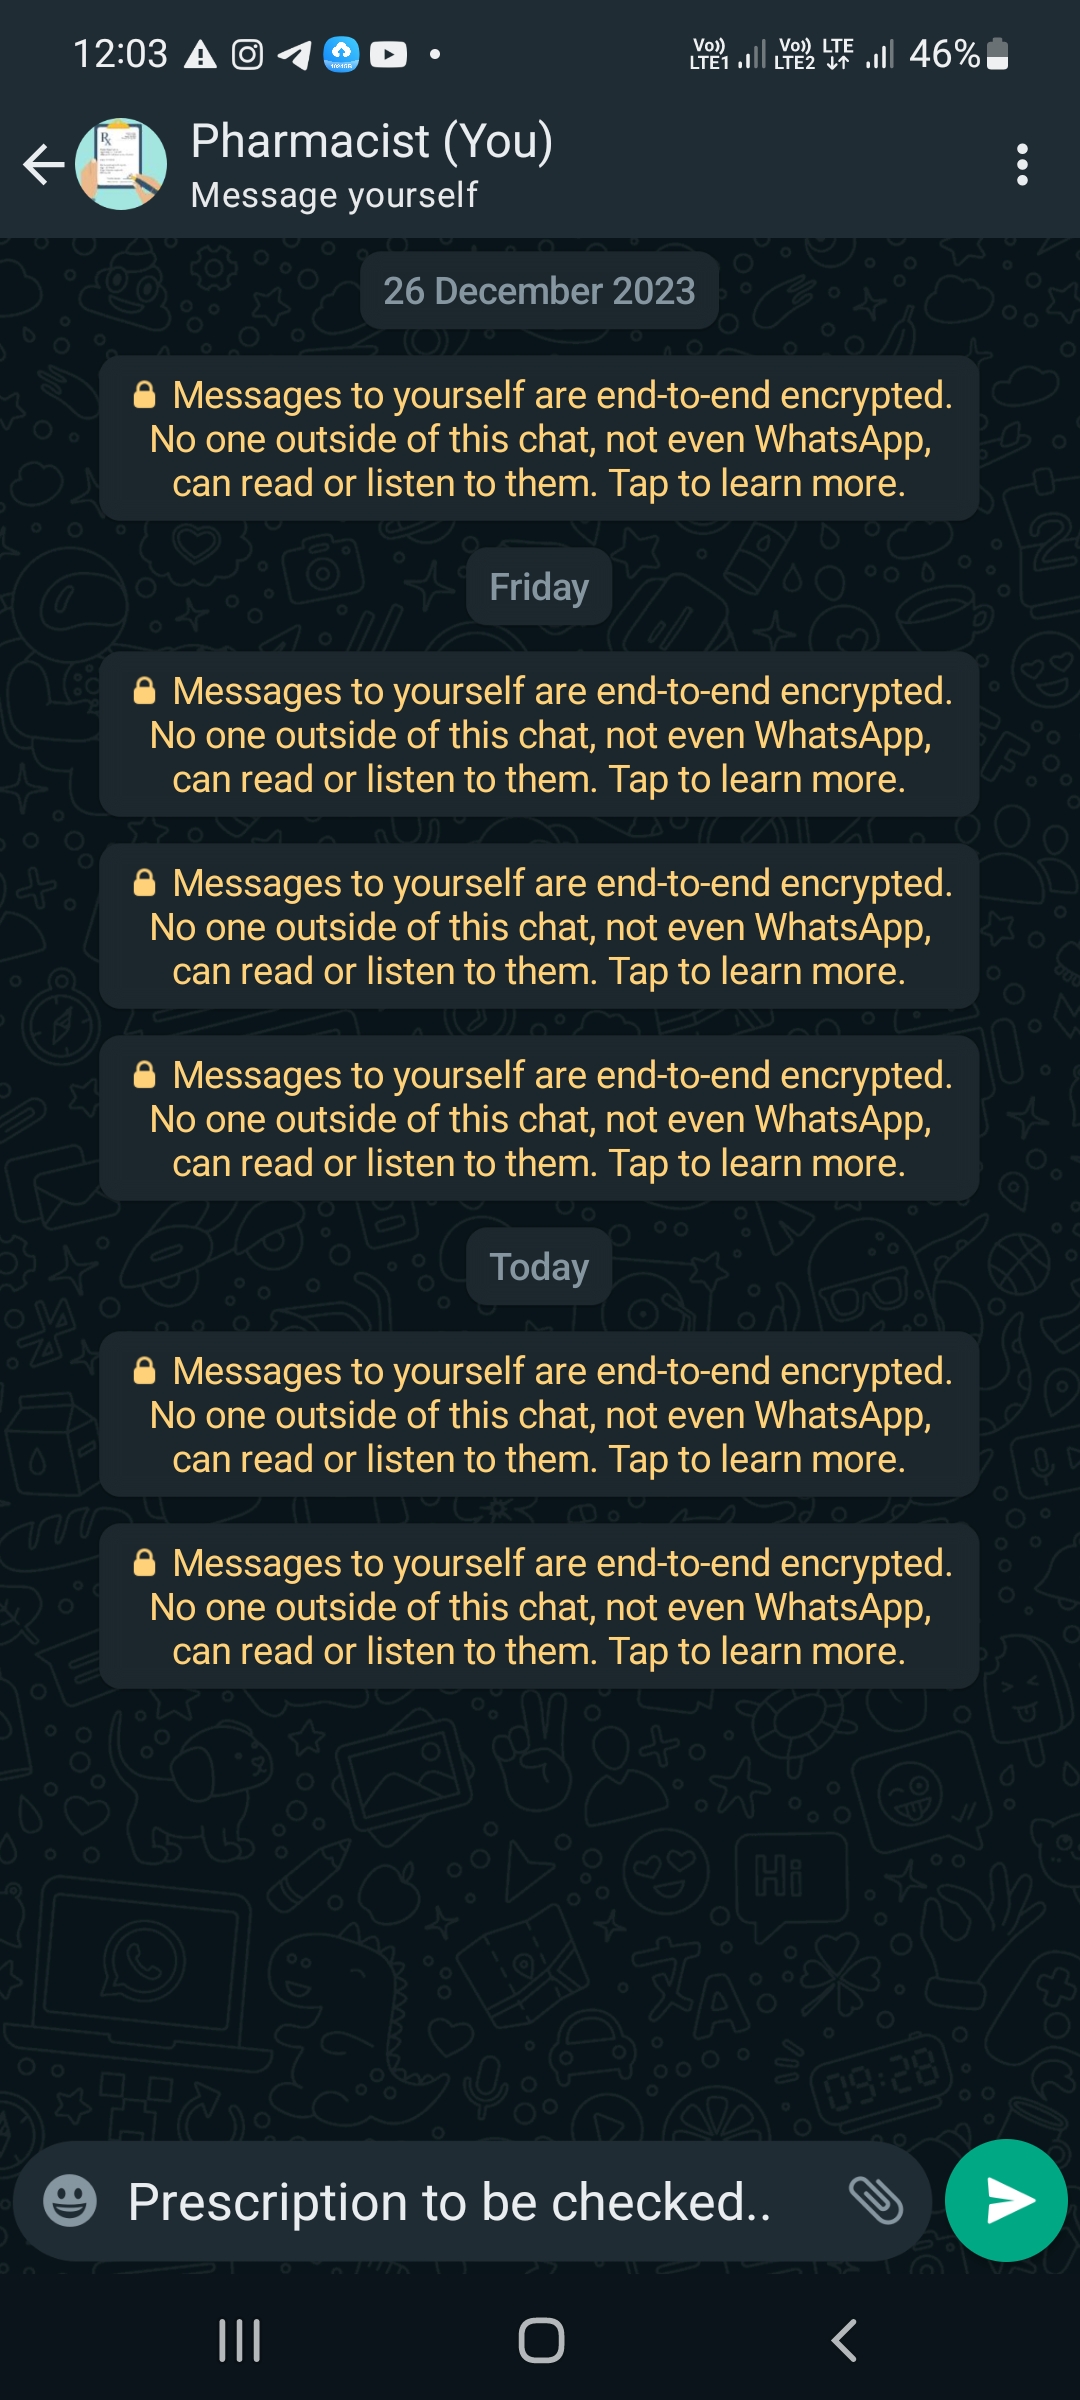 12:03
Vo)) LTE1 Vo)) LTE2 LTE 46%
Pharmacist (You)
Message yourself
26 December 2023
Messages to yourself are end-to-end encrypted.
No one outside of this chat, not even WhatsApp,
can read or listen to them. Tap to learn more.
Friday
Messages to yourself are end-to-end encrypted.
No one outside of this chat, not even WhatsApp,
can read or listen to them. Tap to learn more.
Messages to yourself are end-to-end encrypted.
No one outside of this chat, not even WhatsApp,
can read or listen to them. Tap to learn more.
Messages to yourself are end-to-end encrypted.
No one outside of this chat, not even WhatsApp,
can read or listen to them. Tap to learn more.
Today
Messages to yourself are end-to-end encrypted.
No one outside of this chat, not even WhatsApp,
can read or listen to them. Tap to learn more.
Messages to yourself are end-to-end encrypted.
No one outside of this chat, not even WhatsApp,
can read or listen to them. Tap to learn more.
Hi
09:28
Prescription to be checked..